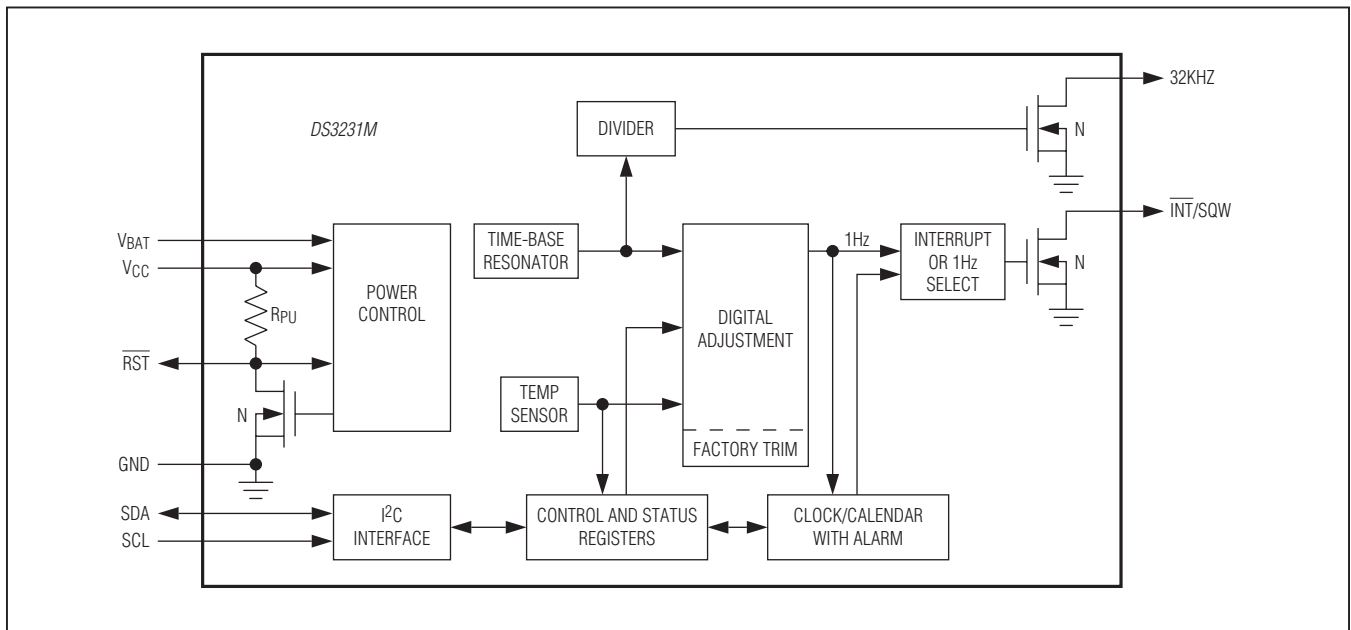 DS3231M
DIVIDER
32KHZ
N
INT/SQW
N
VBAT
VCC
RPU
RST
N
GND
SDA
SCL
POWER
CONTROL
TIME-BASE
RESONATOR
1Hz
INTERRUPT
OR 1Hz
SELECT
DIGITAL
ADJUSTMENT
TEMP
SENSOR
FACTORY TRIM
I2C
INTERFACE
CONTROL AND STATUS
REGISTERS
CLOCK/CALENDAR
WITH ALARM